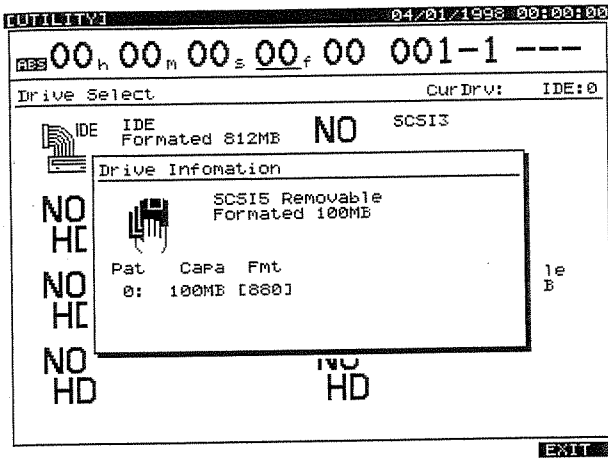 [UTILITY] 04/01/1998 00:00:00
ABS 00h 00m 00s 00f 00 001-1 ---
Drive Select CurDrv: IDE:0
IDE IDE NO SCSI3
Formated 812MB
Drive Infomation
NO SCSI5 Removable
HD Formated 100MB
Pat Capa Fmt le
NO 0: 100MB [880] B
HD
NO NO
HD HD
EXIT